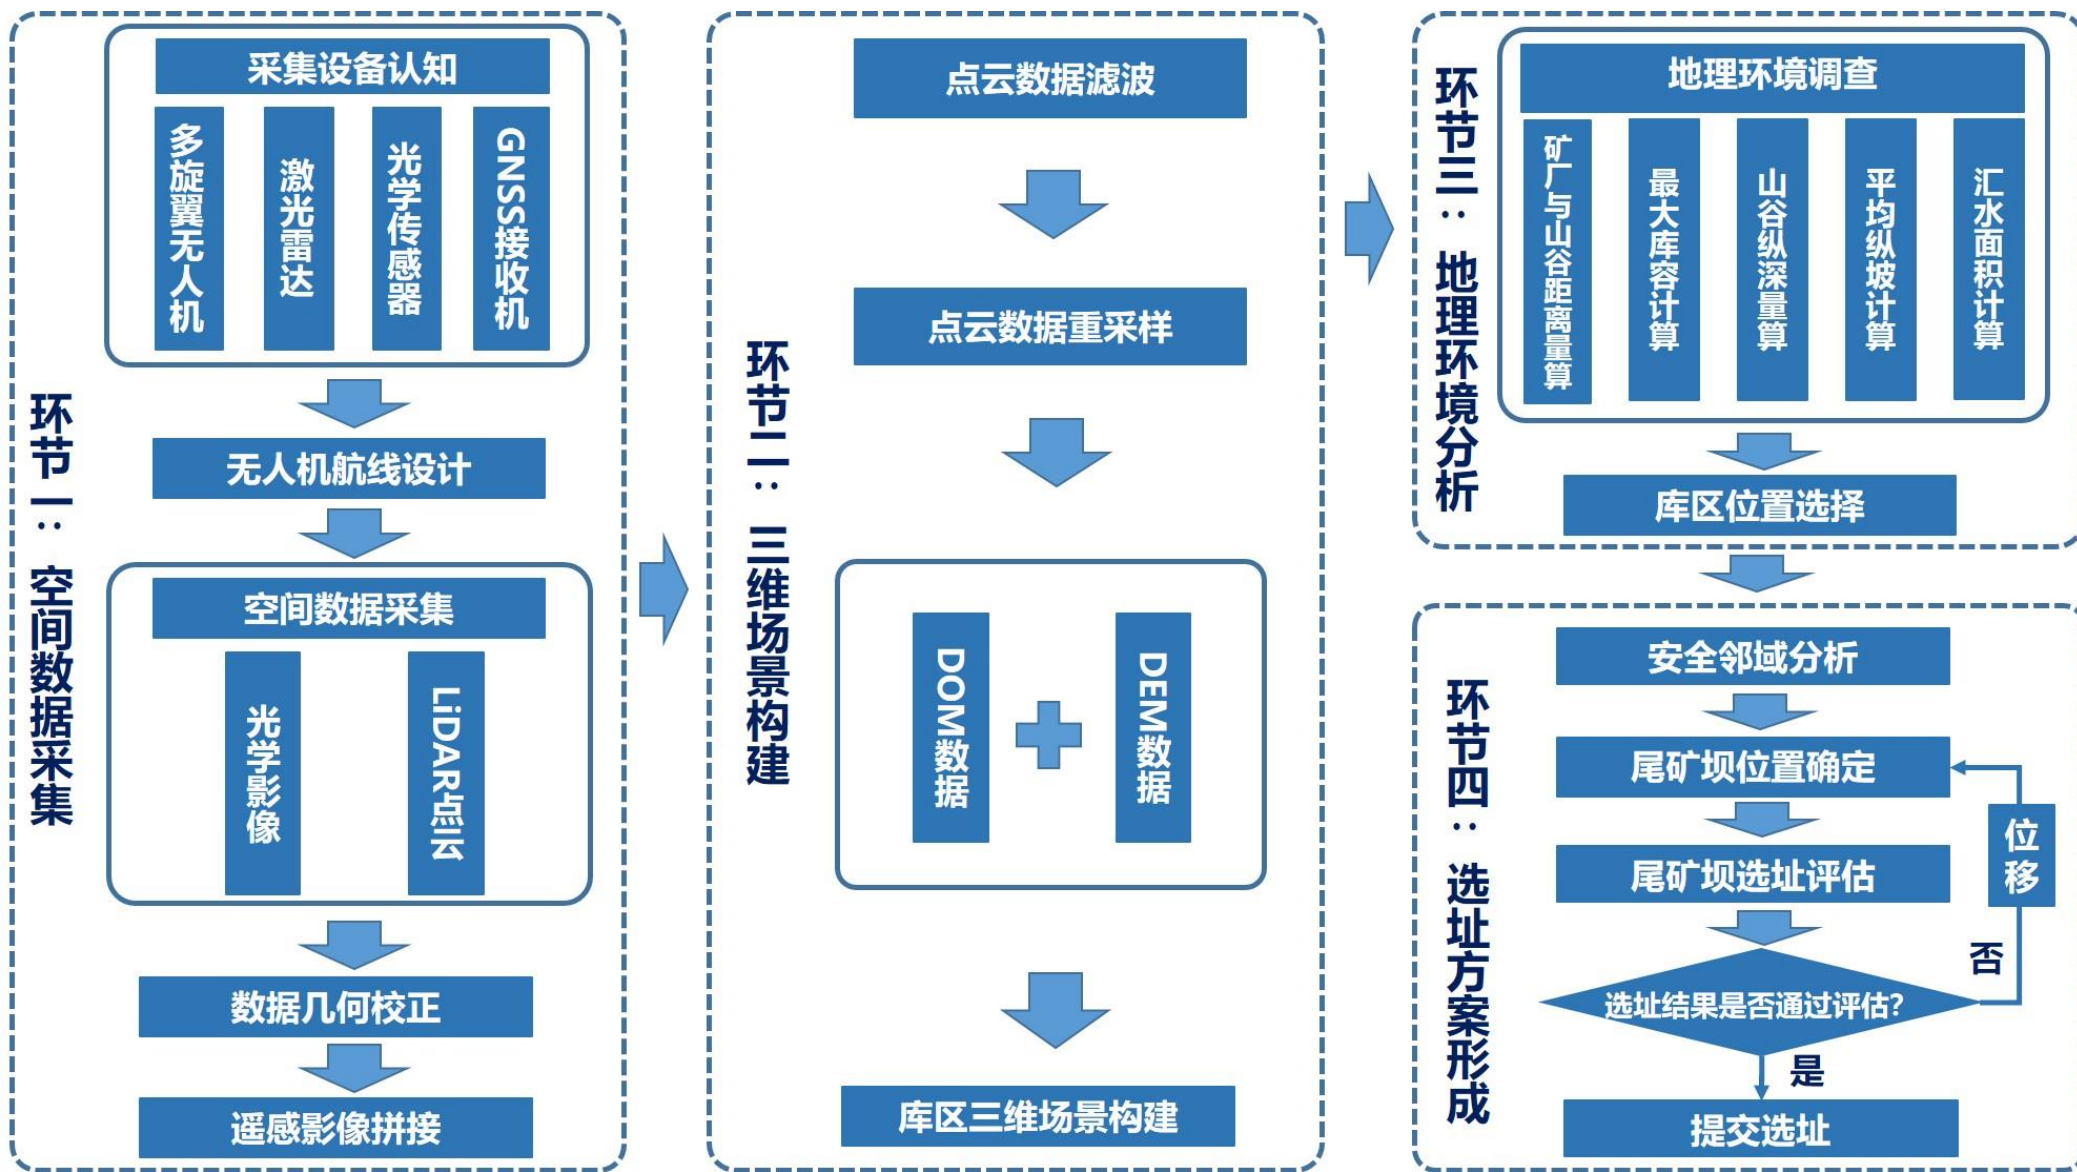 环节一：空间数据采集
采集设备认知
多旋翼无人机
激光雷达
光学传感器
GNSS接收机
无人机航线设计
空间数据采集
光学影像
LiDAR点云
数据几何校正
遥感影像拼接
环节二：三维场景构建
点云数据滤波
点云数据重采样
DOM数据
DEM数据
库区三维场景构建
环节三：地理环境分析
地理环境调查
矿厂与山谷距离量算
最大库容计算
山谷纵深量算
平均纵坡计算
汇水面积计算
库区位置选择
环节四：选址方案形成
安全邻域分析
尾矿坝位置确定
尾矿坝选址评估
位移
否
选址结果是否通过评估?
是
提交选址